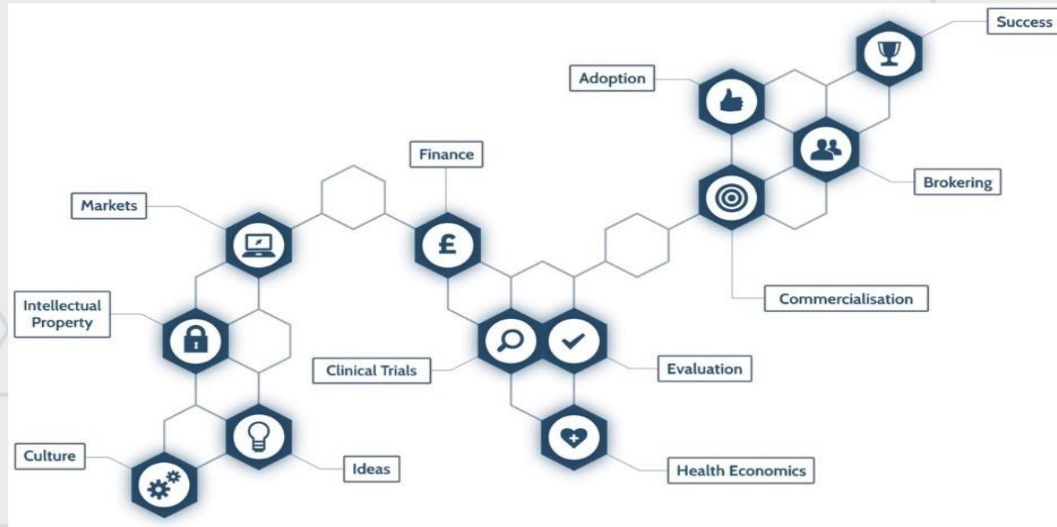 Success
Adoption
Finance
Brokering
Markets
£
Intellectual
Property
Commercialisation
Clinical Trials
Evaluation
Culture
Ideas
Health Economics